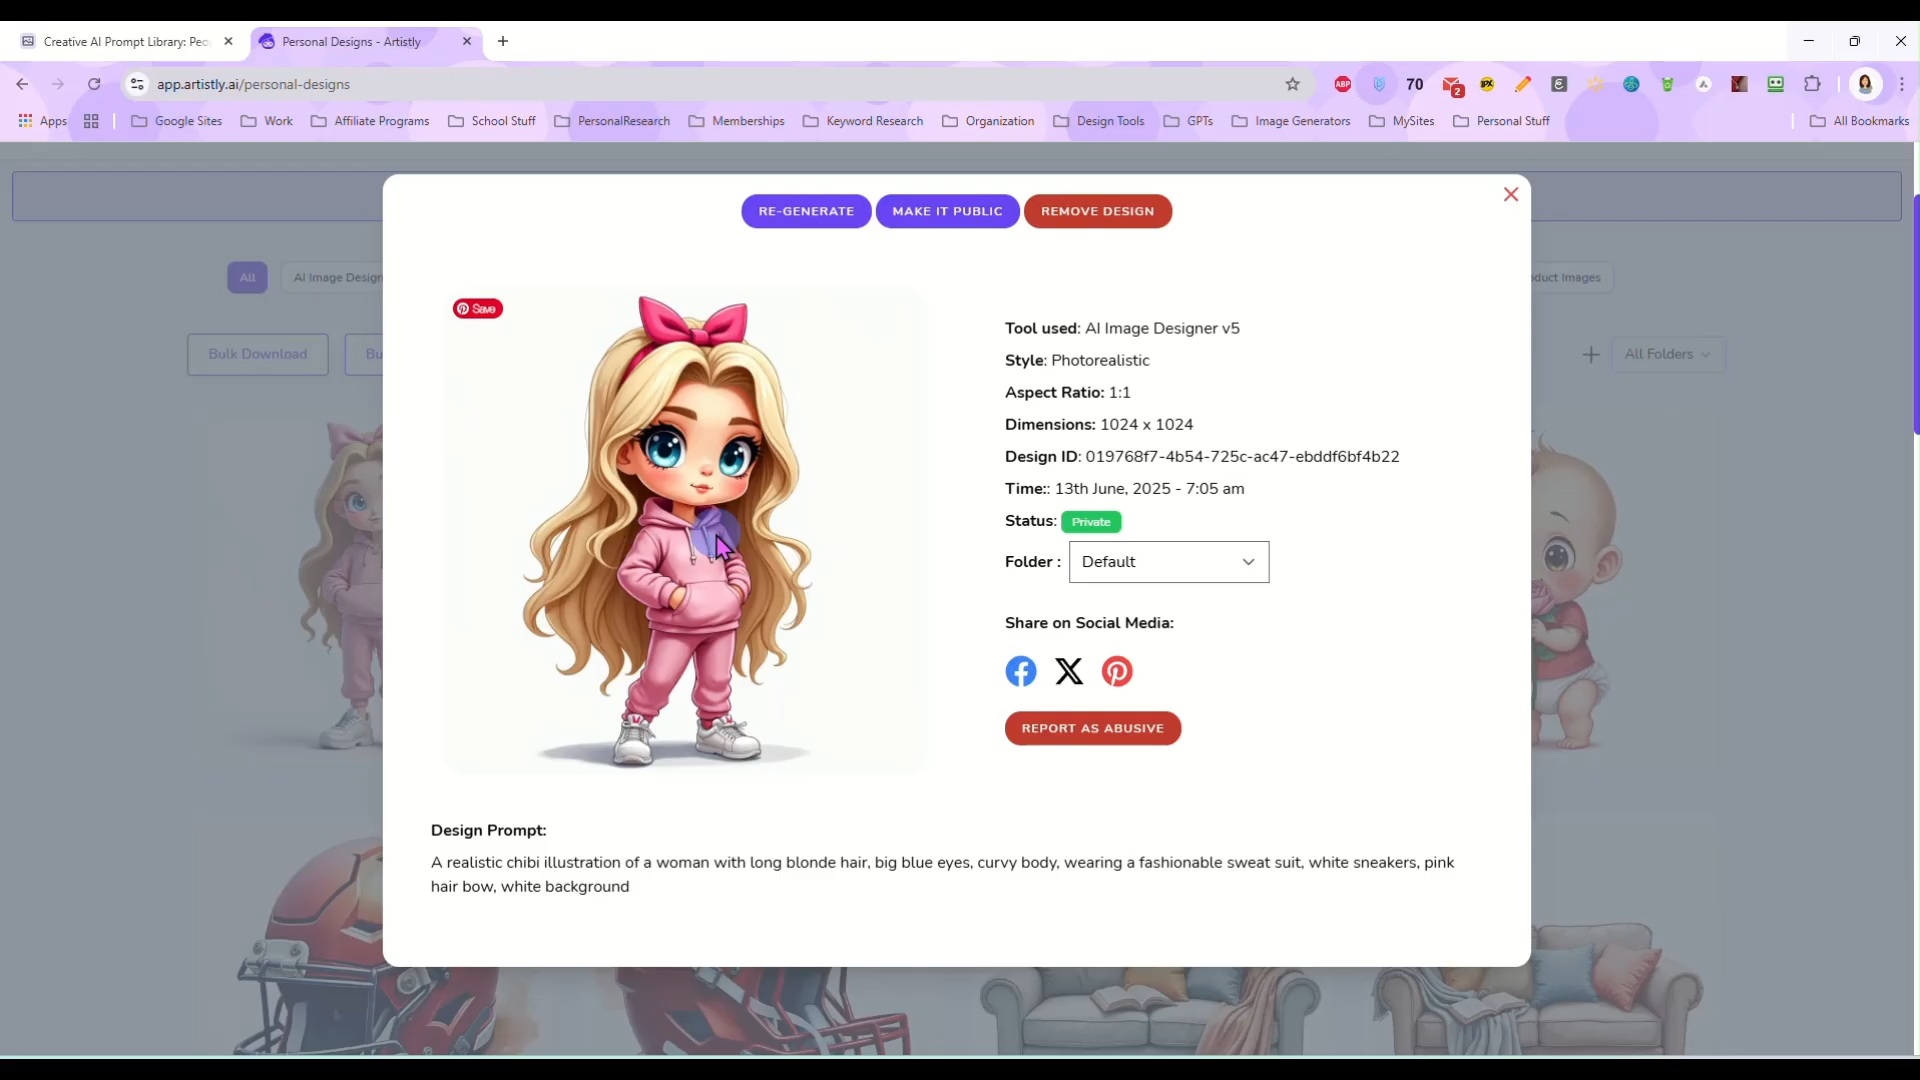 Creative AI Prompt Library: Peo
Personal Designs - Artistly
app.artistly.ai/personal-designs
ABP
70
2
Apps
Google Sites
Work
Affiliate Programs
School Stuff
PersonalResearch
Memberships
Keyword Research
Organization
Design Tools
GPTs
Image Generators
MySites
Personal Stuff
All Bookmarks
RE-GENERATE
MAKE IT PUBLIC
REMOVE DESIGN
All
AI Image Design
duct Images
Bulk Download
Bu
All Folders
Save
Tool used: AI Image Designer v5
Style: Photorealistic
Aspect Ratio: 1:1
Dimensions: 1024 x 1024
Design ID: 019768f7-4b54-725c-ac47-ebddf6bf4b22
Time:: 13th June, 2025 - 7:05 am
Status: Private
Folder : Default
Share on Social Media:
REPORT AS ABUSIVE
Design Prompt:
A realistic chibi illustration of a woman with long blonde hair, big blue eyes, curvy body, wearing a fashionable sweat suit, white sneakers, pink
hair bow, white background